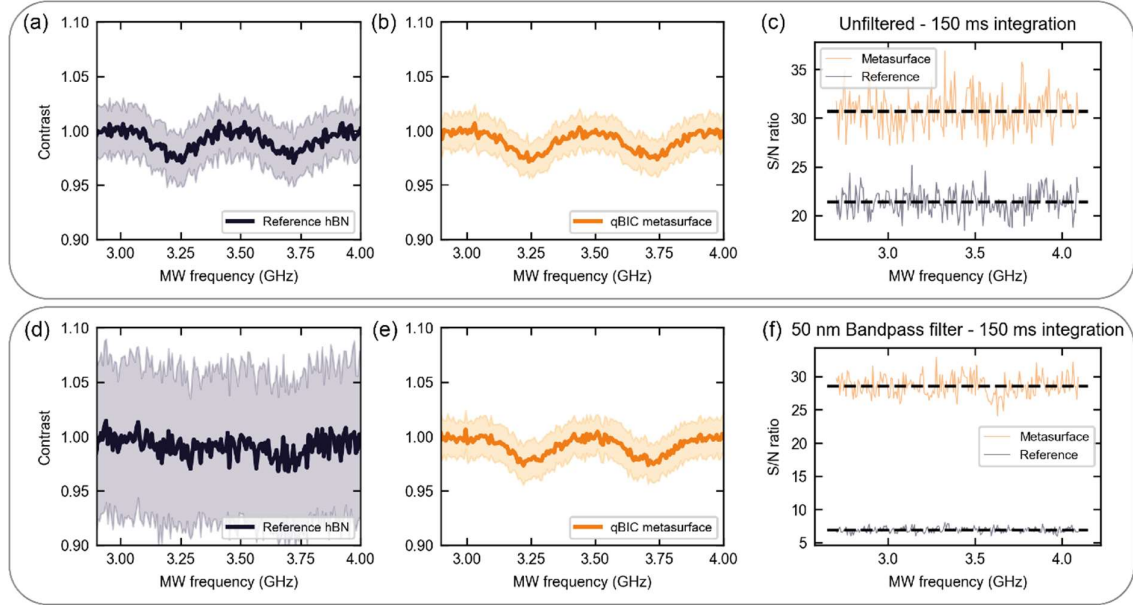 (a)
1.10
1.05
1.00
0.95
0.90
Contrast
Reference hBN
3.00 3.25 3.50 3.75 4.00
MW frequency (GHz)
(b)
1.10
1.05
1.00
0.95
0.90
qBIC metasurface
3.00 3.25 3.50 3.75 4.00
MW frequency (GHz)
(c)
Unfiltered - 150 ms integration
35
30
25
20
S/N ratio
Metasurface
Reference
3.0 3.5 4.0
MW frequency (GHz)
(d)
1.10
1.05
1.00
0.95
0.90
Contrast
Reference hBN
3.00 3.25 3.50 3.75 4.00
MW frequency (GHz)
(e)
1.10
1.05
1.00
0.95
0.90
qBIC metasurface
3.00 3.25 3.50 3.75 4.00
MW frequency (GHz)
(f)
50 nm Bandpass filter - 150 ms integration
30
25
20
15
10
5
S/N ratio
Metasurface
Reference
3.0 3.5 4.0
MW frequency (GHz)